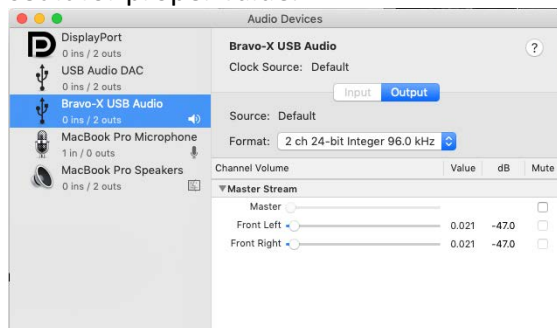 Audio Devices
DisplayPort
0 ins / 2 outs
USB Audio DAC
0 ins / 2 outs
Bravo-X USB Audio
0 ins / 2 outs
MacBook Pro Microphone
1 in / 0 outs
MacBook Pro Speakers
0 ins / 2 outs
Bravo-X USB Audio
?
Clock Source: Default
Input Output
Source: Default
Format: 2 ch 24-bit Integer 96.0 kHz
Channel Volume Value dB Mute
Master Stream
Master
Front Left 0.021 -47.0
Front Right 0.021 -47.0